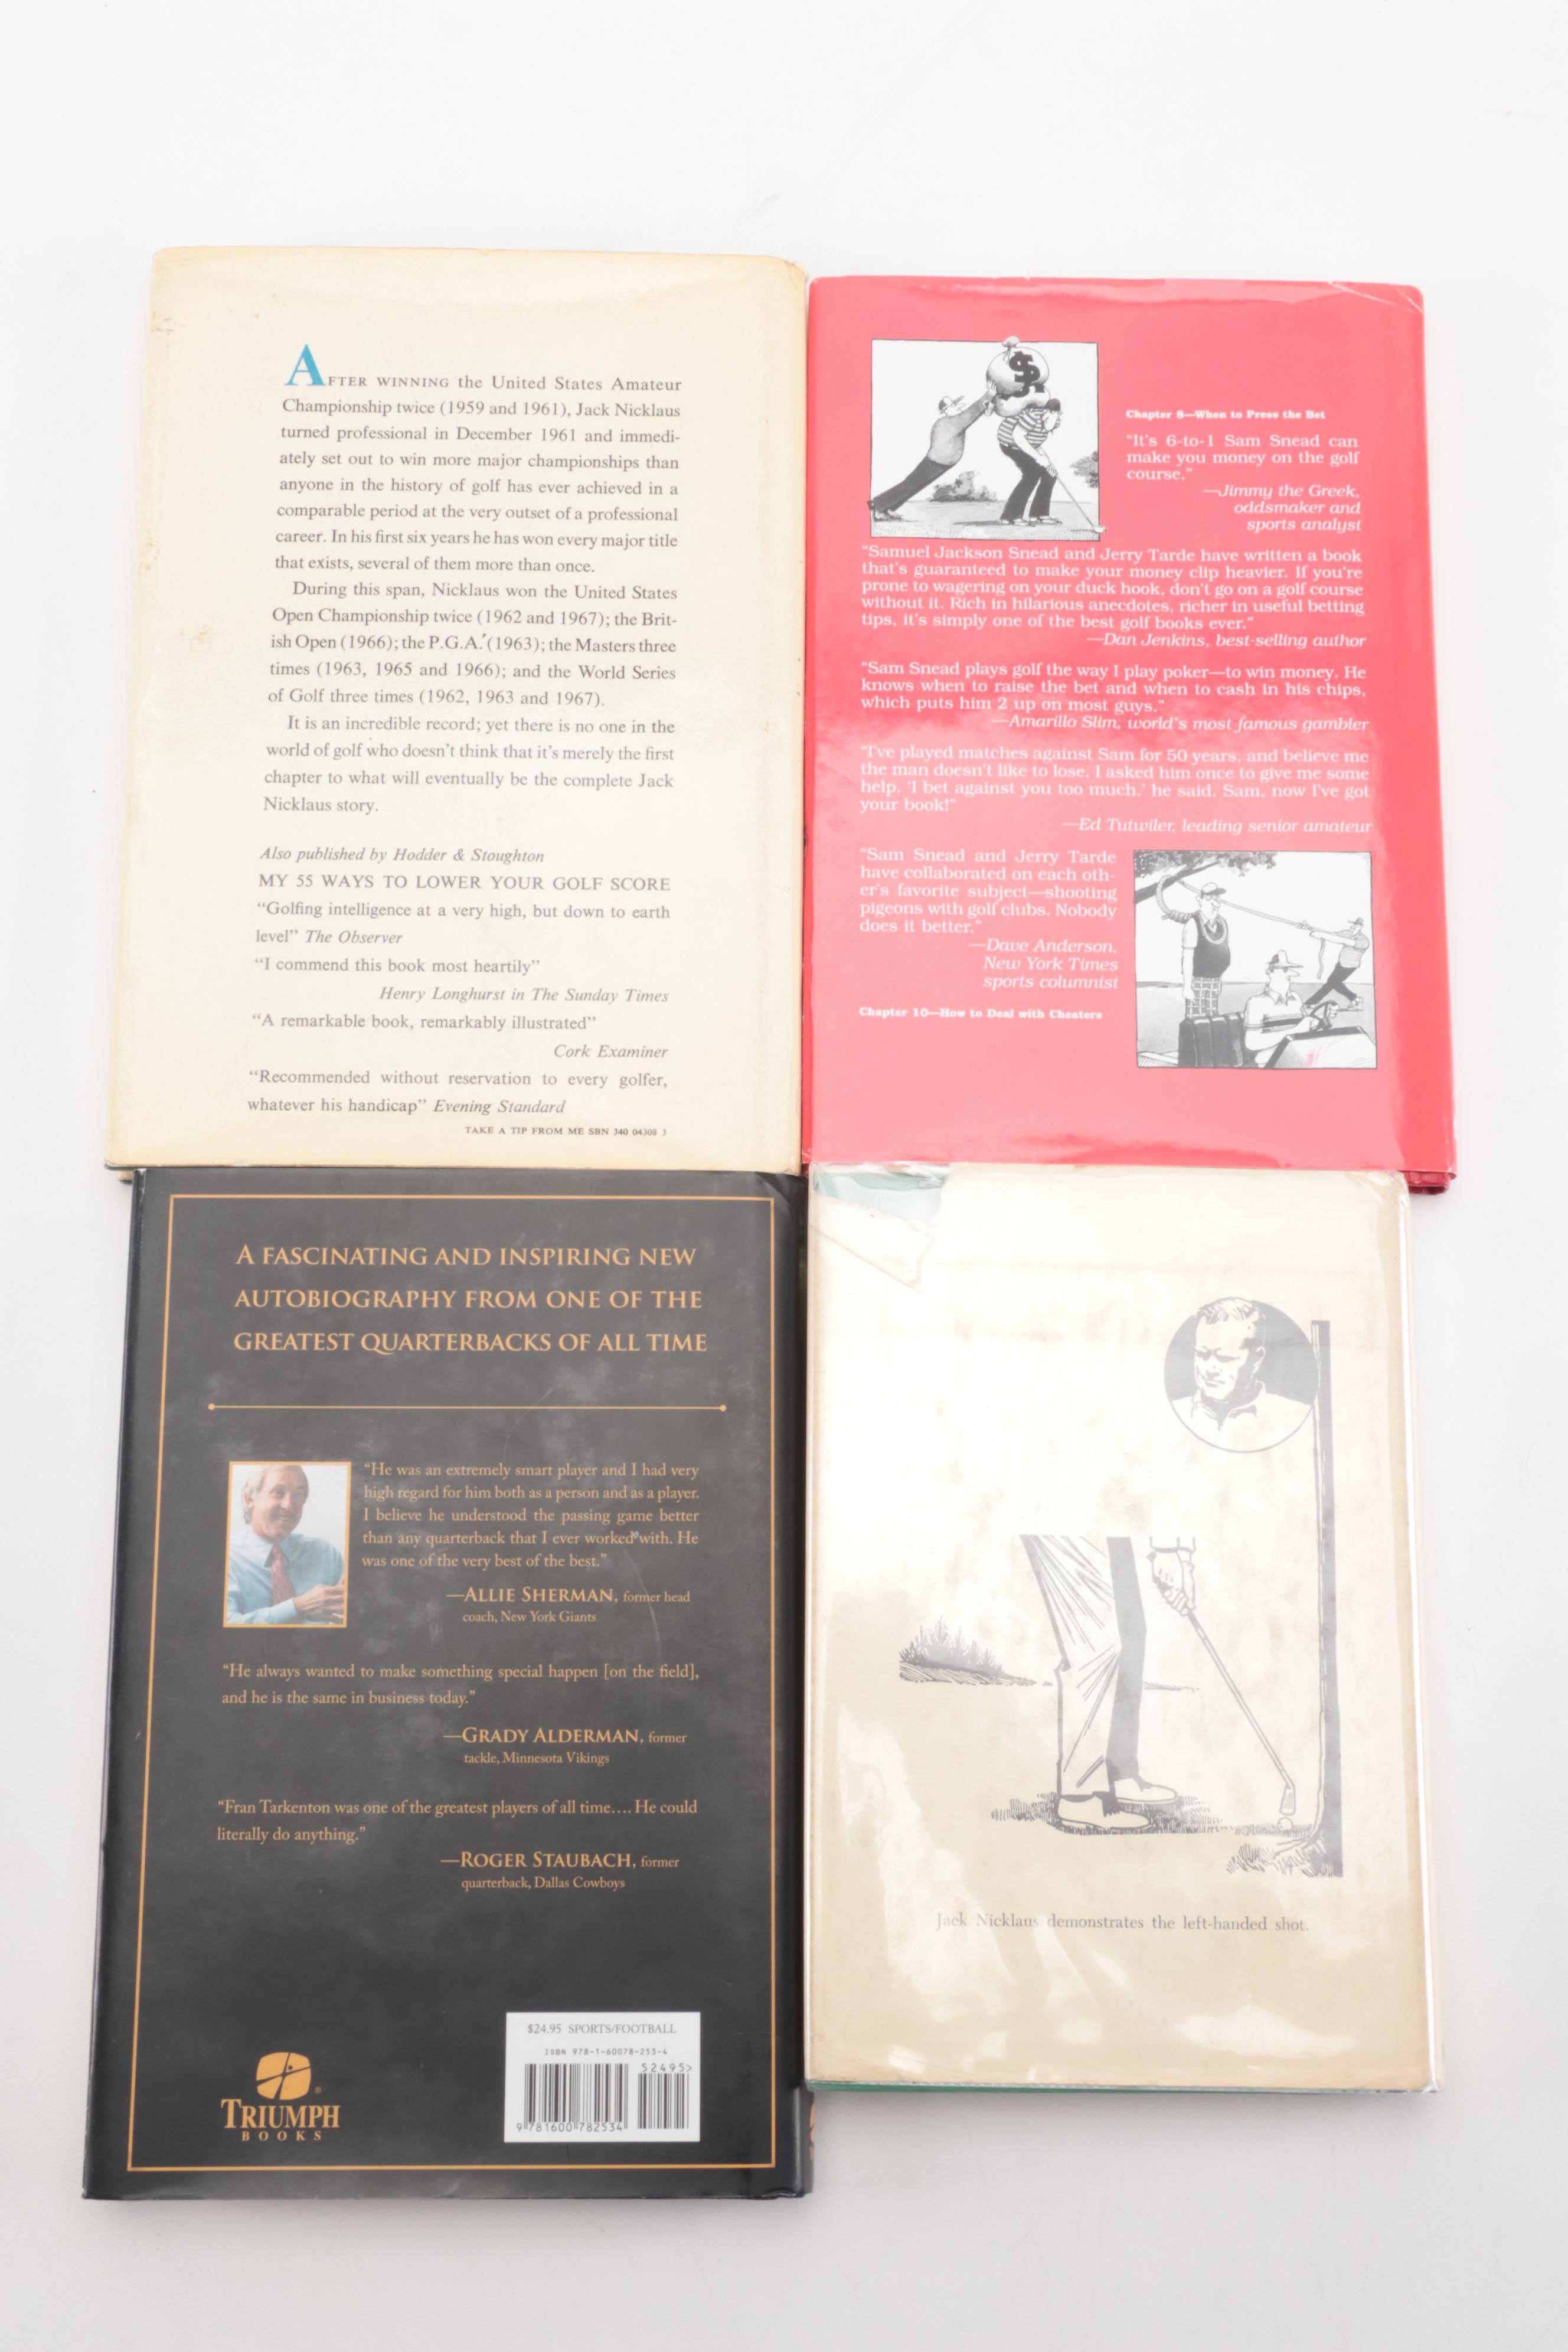 AFTER WINNING the United States Amateur
Championship twice (1959 and 1961), Jack Nicklaus
turned professional in December 1961 and immedi-
ately set out to win more major championships than
anyone in the history of golf has ever achieved in a
comparable period at the very outset of a professional
career. In his first six years he has won every major title
that exists, several of them more than once.
During this span, Nicklaus won the United States
Open Championship twice (1962 and 1967); the Brit-
ish Open (1966); the P.G.A. (1963); the Masters three
times (1963, 1965 and 1966); and the World Series
of Golf three times (1962, 1963 and 1967).
It is an incredible record; yet there is no one in the
world of golf who doesn't think that it's merely the first
chapter to what will eventually be the complete Jack
Nicklaus story.
Also published by Hodder & Stoughton
MY 55 WAYS TO LOWER YOUR GOLF SCORE
“Golfing intelligence at a very high, but down to earth
level” The Observer
“I commend this book most heartily”
Henry Longhurst in The Sunday Times
“A remarkable book, remarkably illustrated”
Cork Examiner
“Recommended without reservation to every golfer,
whatever his handicap” Evening Standard
TAKE A TIP FROM ME SBN 340 04308 3
$
Chapter 8—When to Press the Bet
“It's 6-to-1 Sam Snead can
make you money on the golf
course.”
—Jimmy the Greek,
oddsmaker and
sports analyst
“Samuel Jackson Snead and Jerry Tarde have written a book
that's guaranteed to make your money clip heavier. If you're
prone to wagering on your duck hook, don't go on a golf course
without it. Rich in hilarious anecdotes, richer in useful betting
tips, it's simply one of the best golf books ever.”
—Dan Jenkins, best-selling author
“Sam Snead plays golf the way I play poker—to win money. He
knows when to raise the bet and when to cash in his chips,
which puts him 2 up on most guys.”
—Amarillo Slim, world's most famous gambler
“I've played matches against Sam for 50 years, and believe me
the man doesn't like to lose. I asked him once to give me some
help. 'I bet against you too much.' he said. Sam, now I've got
your book!”
—Ed Tutwiler, leading senior amateur
“Sam Snead and Jerry Tarde
have collaborated on each oth-
er's favorite subject—shooting
pigeons with golf clubs. Nobody
does it better.”
—Dave Anderson,
New York Times
sports columnist
Chapter 10—How to Deal with Cheaters
A FASCINATING AND INSPIRING NEW
AUTOBIOGRAPHY FROM ONE OF THE
GREATEST QUARTERBACKS OF ALL TIME
“He was an extremely smart player and I had very
high regard for him both as a person and as a player.
I believe he understood the passing game better
than any quarterback that I ever worked with. He
was one of the very best of the best.”
—ALLIE SHERMAN, former head
coach, New York Giants
“He always wanted to make something special happen [on the field],
and he is the same in business today.”
—GRADY ALDERMAN, former
tackle, Minnesota Vikings
“Fran Tarkenton was one of the greatest players of all time.... He could
literally do anything.”
—ROGER STAUBACH, former
quarterback, Dallas Cowboys
TRIUMPH
BOOKS
$24.95 SPORTS/FOOTBALL
ISBN 978-1-60078-253-4
52495>
9 781600 782534
Jack Nicklaus demonstrates the left-handed shot.